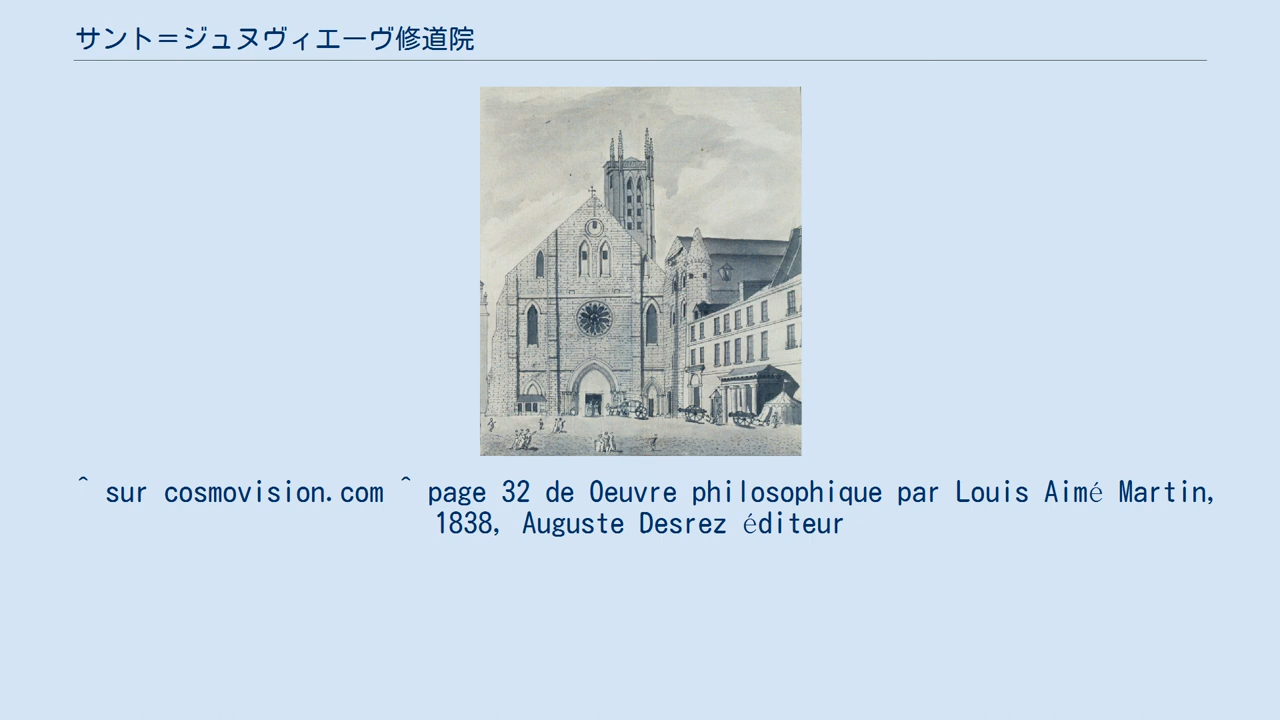 サント＝ジュヌヴィエーヴ修道院
^ sur cosmovision.com ^ page 32 de Oeuvre philosophique par Louis Aimé Martin,
1838, Auguste Desrez éditeur